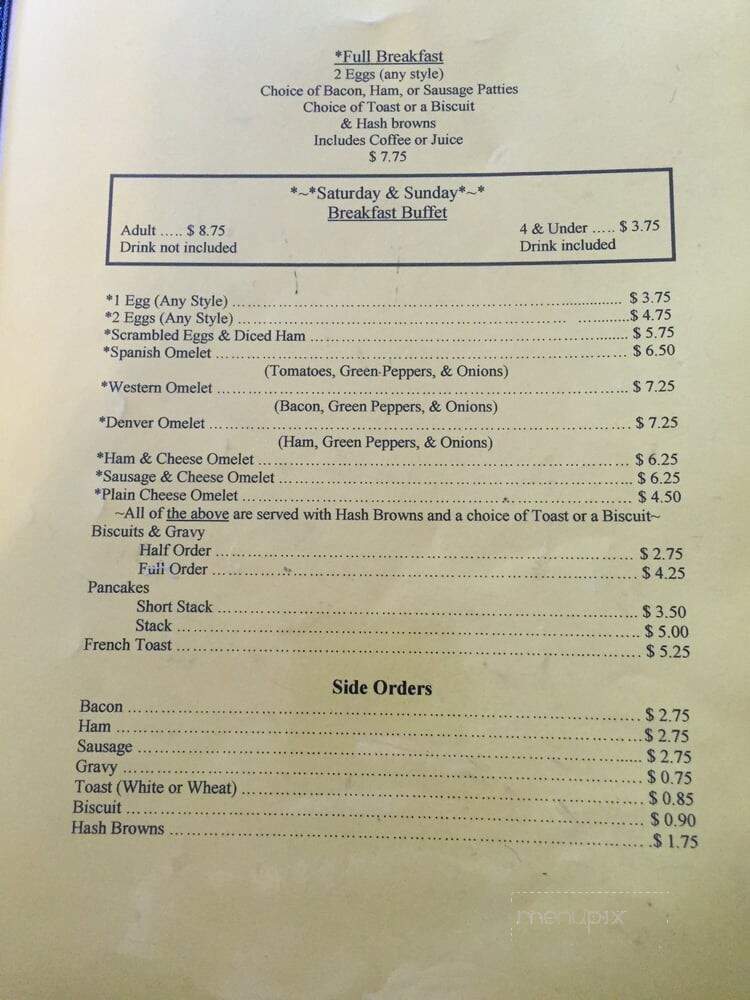 *Full Breakfast
2 Eggs (any style)
Choice of Bacon, Ham, or Sausage Patties
Choice of Toast or a Biscuit
& Hash browns
Includes Coffee or Juice
$ 7.75
*~*Saturday & Sunday*~*
Breakfast Buffet
Adult ..... $ 8.75 4 & Under ..... $ 3.75
Drink not included Drink included
*1 Egg (Any Style) ........ $ 3.75
*2 Eggs (Any Style) ........ $ 4.75
*Scrambled Eggs & Diced Ham ........ $ 5.75
*Spanish Omelet ........ $ 6.50
(Tomatoes, Green Peppers, & Onions)
*Western Omelet ........ $ 7.25
(Bacon, Green Peppers, & Onions)
*Denver Omelet ........ $ 7.25
(Ham, Green Peppers, & Onions)
*Ham & Cheese Omelet ........ $ 6.25
*Sausage & Cheese Omelet ........ $ 6.25
*Plain Cheese Omelet ........ $ 4.50
~All of the above are served with Hash Browns and a choice of Toast or a Biscuit~
Biscuits & Gravy
Half Order ........ $ 2.75
Full Order ........ $ 4.25
Pancakes
Short Stack ........ $ 3.50
Stack ........ $ 5.00
French Toast ........ $ 5.25
Side Orders
Bacon ........ $ 2.75
Ham ........ $ 2.75
Sausage ........ $ 2.75
Gravy ........ $ 0.75
Toast (White or Wheat) ........ $ 0.85
Biscuit ........ $ 0.90
Hash Browns ........ $ 1.75
menupix